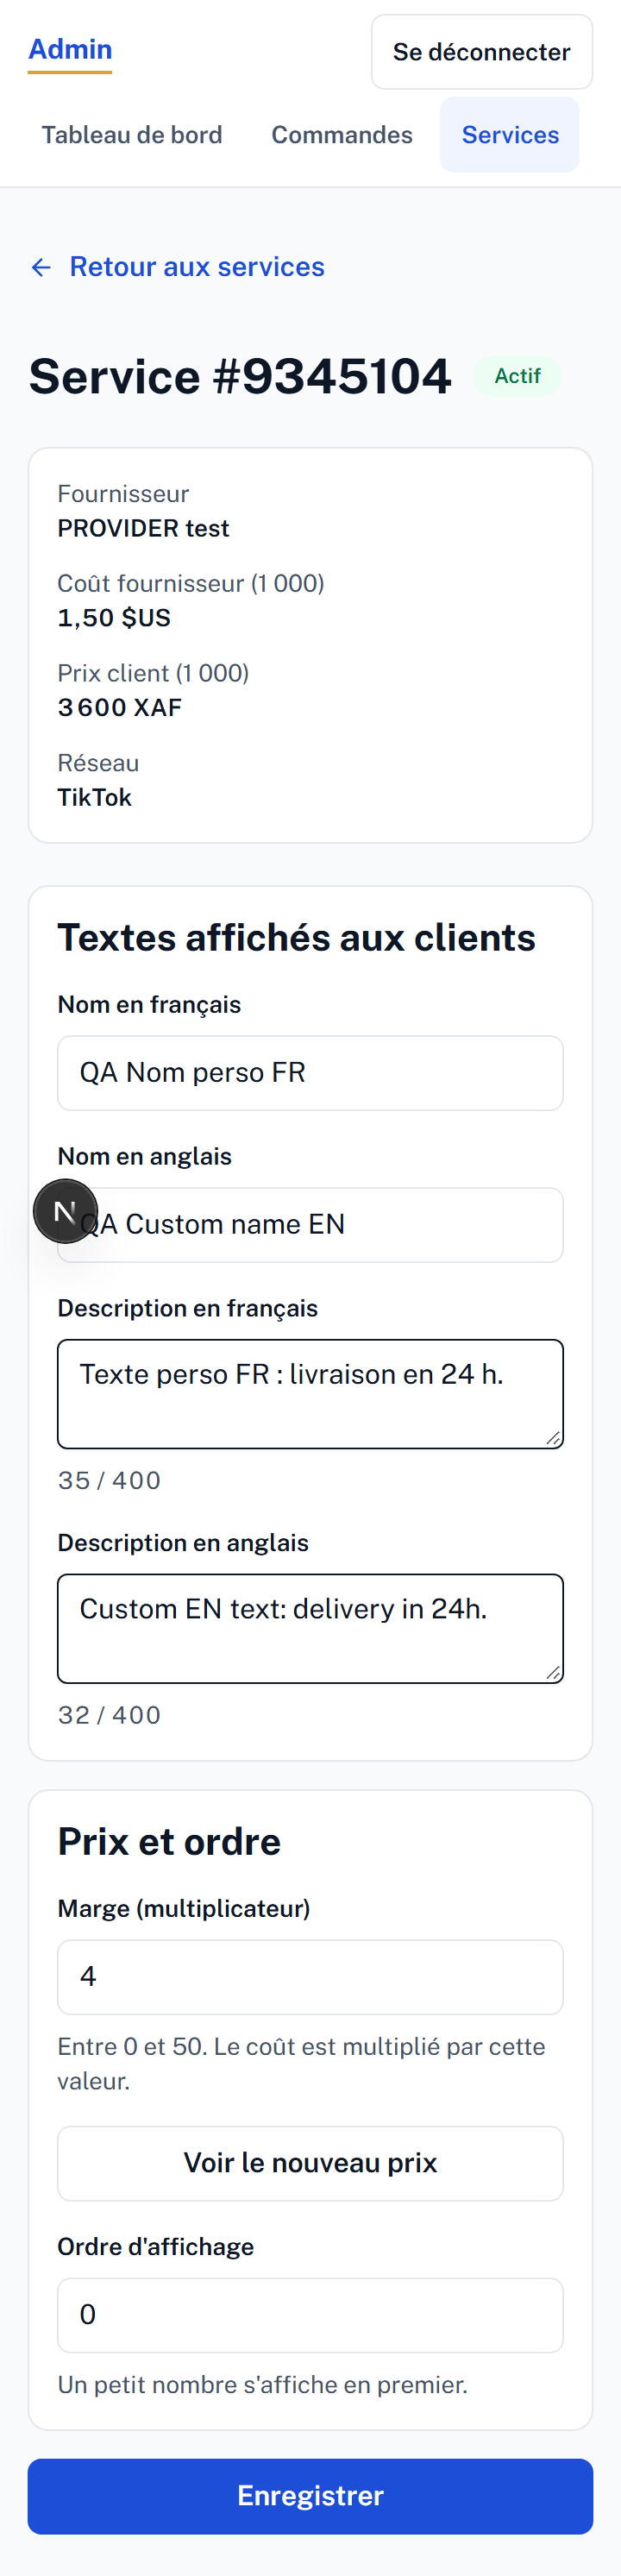 Admin
Se déconnecter
Tableau de bord
Commandes
Services
← Retour aux services
Service #9345104
Actif
Fournisseur
PROVIDER test
Coût fournisseur (1 000)
1,50 $US
Prix client (1 000)
3 600 XAF
Réseau
TikTok
Textes affichés aux clients
Nom en français
QA Nom perso FR
Nom en anglais
N
QA Custom name EN
Description en français
Texte perso FR : livraison en 24 h.
35 / 400
Description en anglais
Custom EN text: delivery in 24h.
32 / 400
Prix et ordre
Marge (multiplicateur)
4
Entre 0 et 50. Le coût est multiplié par cette
valeur.
Voir le nouveau prix
Ordre d'affichage
0
Un petit nombre s'affiche en premier.
Enregistrer